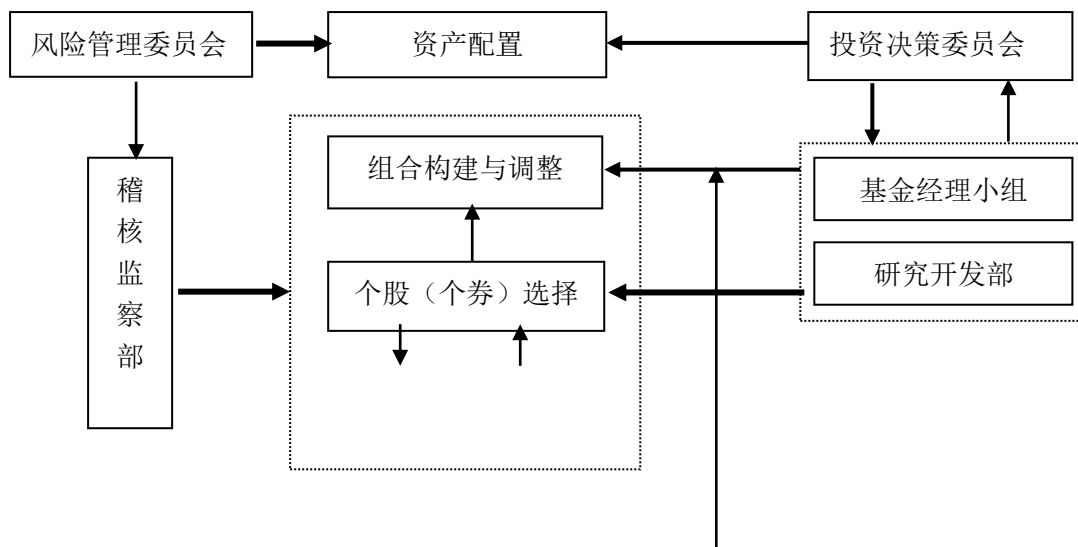 风险管理委员会
资产配置
投资决策委员会
组合构建与调整
基金经理小组
稽核监察部
个股（个券）选择
研究开发部